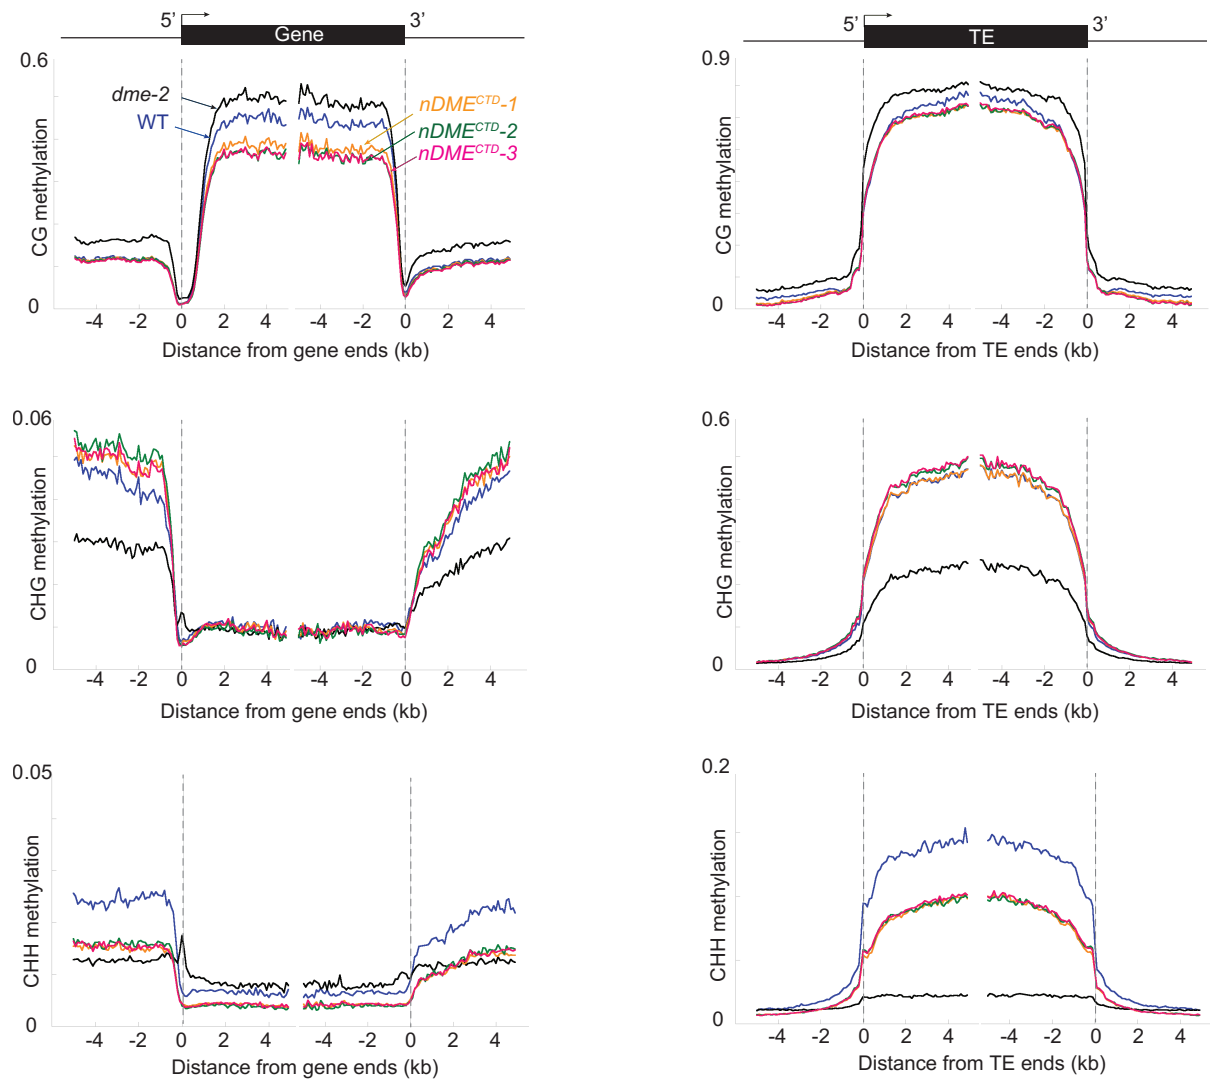 5’ Gene 3’
0.6
dme-2
WT
nDME^CTD-1
nDME^CTD-2
nDME^CTD-3
CG methylation
0
-4 -2 0 2 4 -4 -2 0 2 4
Distance from gene ends (kb)
5’ TE 3’
0.9
CG methylation
0
-4 -2 0 2 4 -4 -2 0 2 4
Distance from TE ends (kb)
0.06
CHG methylation
0
-4 -2 0 2 4 -4 -2 0 2 4
Distance from gene ends (kb)
0.6
CHG methylation
0
-4 -2 0 2 4 -4 -2 0 2 4
Distance from TE ends (kb)
0.05
CHH methylation
0
-4 -2 0 2 4 -4 -2 0 2 4
Distance from gene ends (kb)
0.2
CHH methylation
0
-4 -2 0 2 4 -4 -2 0 2 4
Distance from TE ends (kb)